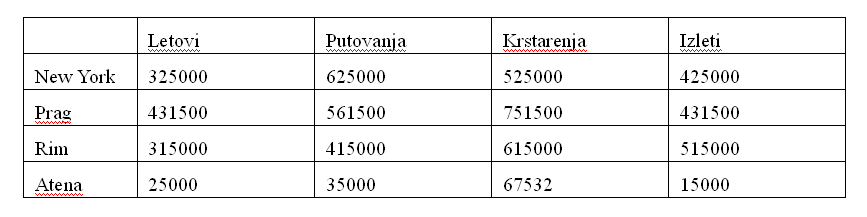 Letovi Putovanja Krstarenja Izleti
New York 325000 625000 525000 425000
Prag 431500 561500 751500 431500
Rim 315000 415000 615000 515000
Atena 25000 35000 67532 15000